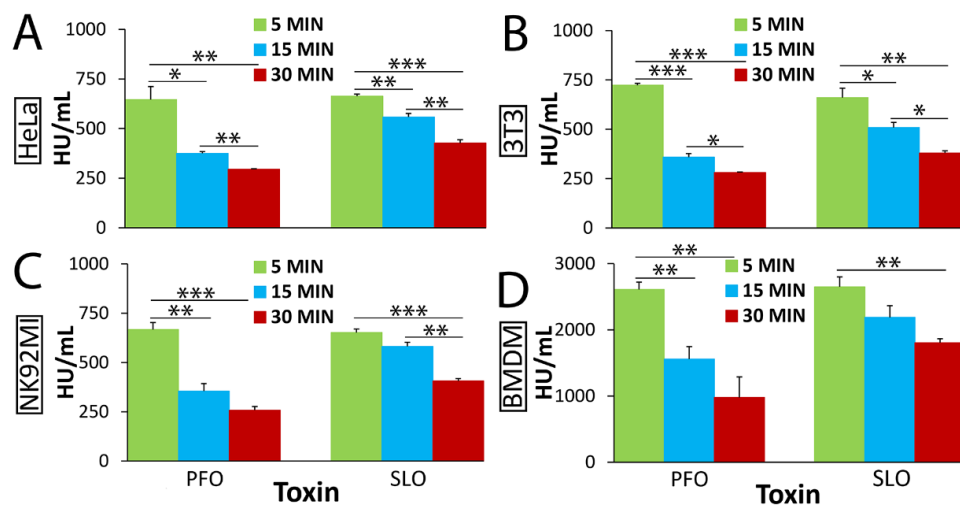 A
HeLa
HU/mL
1000
750
500
250
0
5 MIN
15 MIN
30 MIN
**
*
**
***
**
**
B
3T3
HU/mL
1000
750
500
250
0
5 MIN
15 MIN
30 MIN
***
***
*
**
*
*
C
NK92MI
HU/mL
1000
750
500
250
0
5 MIN
15 MIN
30 MIN
***
**
***
**
PFO
SLO
Toxin
D
BMDM
HU/mL
3000
2000
1000
0
5 MIN
15 MIN
30 MIN
**
**
**
PFO
SLO
Toxin